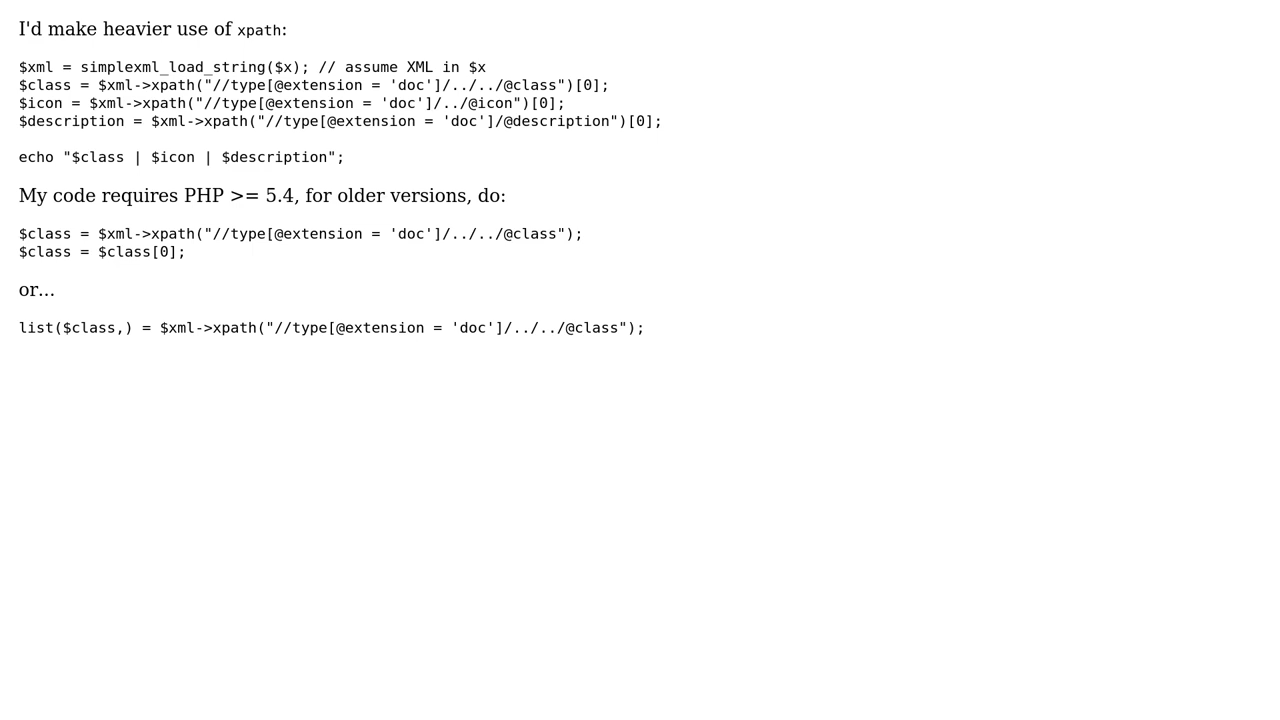 I'd make heavier use of xpath:
$xml = simplexml_load_string($x); // assume XML in $x
$class = $xml->xpath("//type[@extension = 'doc']/../../@class")[0];
$icon = $xml->xpath("//type[@extension = 'doc']/../@icon")[0];
$description = $xml->xpath("//type[@extension = 'doc']/@description")[0];
echo "$class | $icon | $description";
My code requires PHP >= 5.4, for older versions, do:
$class = $xml->xpath("//type[@extension = 'doc']/../../@class");
$class = $class[0];
or...
list($class,) = $xml->xpath("//type[@extension = 'doc']/../../@class");